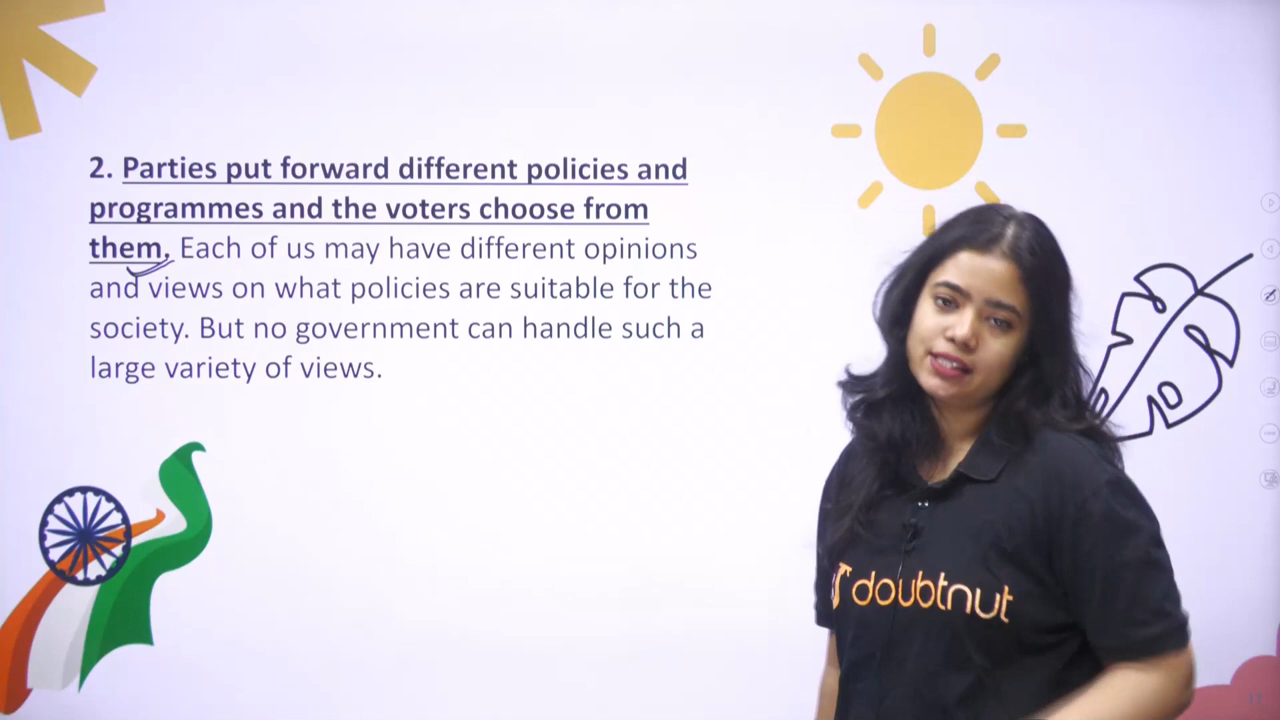 2. Parties put forward different policies and
programmes and the voters choose from
them. Each of us may have different opinions
and views on what policies are suitable for the
society. But no government can handle such a
large variety of views.
doubtnut